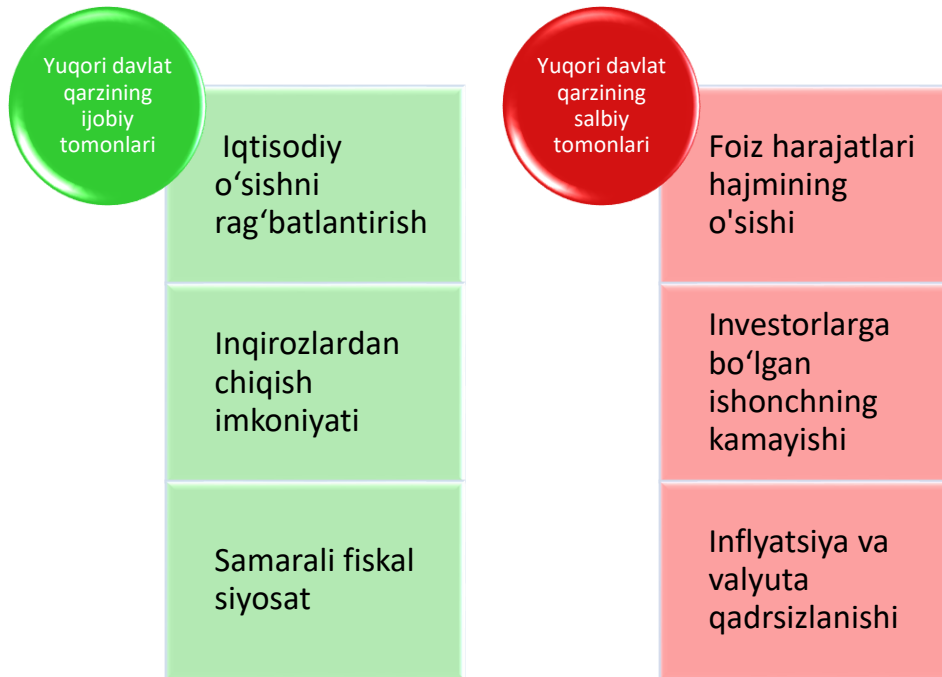 Yuqori davlat
qarzining
ijobiy
tomonlari
Iqtisodiy
o‘sishni
rag‘batlantirish
Inqirozlardan
chiqish
imkoniyati
Samarali fiskal
siyosat
Yuqori davlat
qarzining
salbiy
tomonlari
Foiz harajatlari
hajmining
o'sishi
Investorlarga
bo‘lgan
ishonchning
kamayishi
Inflyatsiya va
valyuta
qadrsizlanishi